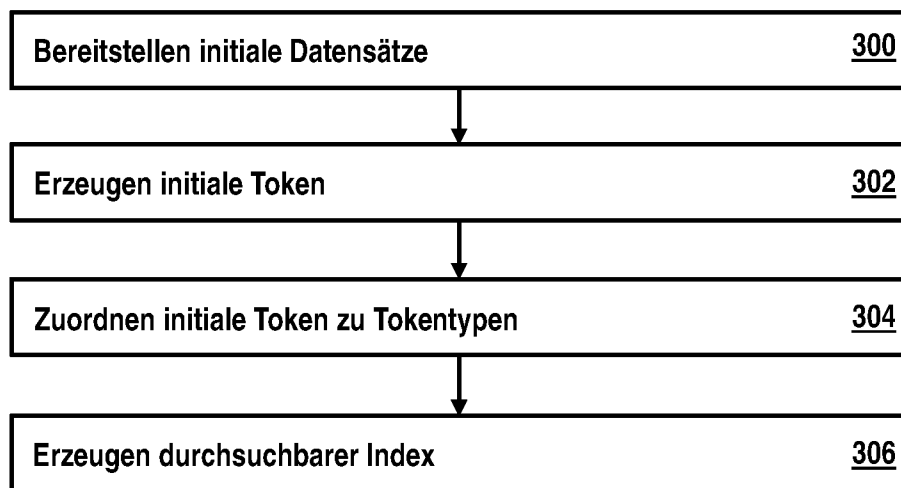 Bereitstellen initiale Datensätze 300
Erzeugen initiale Token 302
Zuordnen initiale Token zu Tokentypen 304
Erzeugen durchsuchbarer Index 306